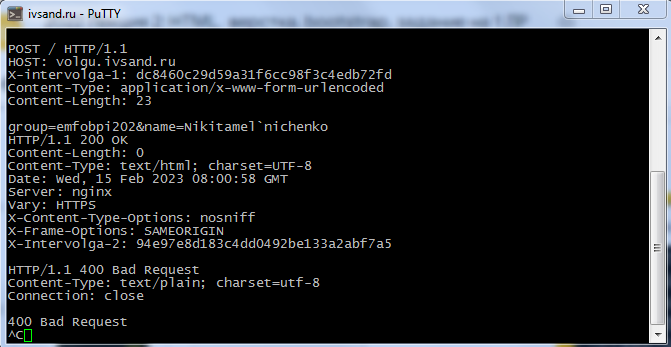 ivsand.ru - PuTTY
POST / HTTP/1.1
HOST: volgu.ivsand.ru
X-intervolga-1: dc8460c29d59a31f6cc98f3c4edb72fd
Content-Type: application/x-www-form-urlencoded
Content-Length: 23
group=emfobpi202&name=Nikitamel`nichenko
HTTP/1.1 200 OK
Content-Length: 0
Content-Type: text/html; charset=UTF-8
Date: Wed, 15 Feb 2023 08:00:58 GMT
Server: nginx
Vary: HTTPS
X-Content-Type-Options: nosniff
X-Frame-Options: SAMEORIGIN
X-Intervolga-2: 94e97e8d183c4dd0492be133a2abf7a5
HTTP/1.1 400 Bad Request
Content-Type: text/plain; charset=utf-8
Connection: close
400 Bad Request
^C